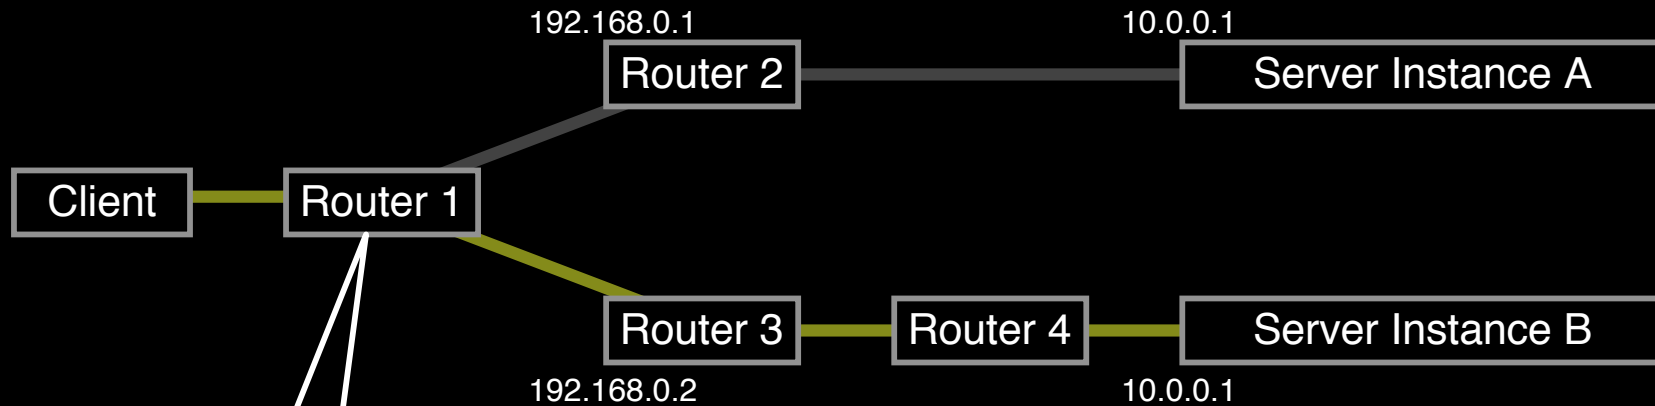 192.168.0.1
10.0.0.1
Router 2
Server Instance A
Client
Router 1
Router 3
Router 4
Server Instance B
192.168.0.2
10.0.0.1